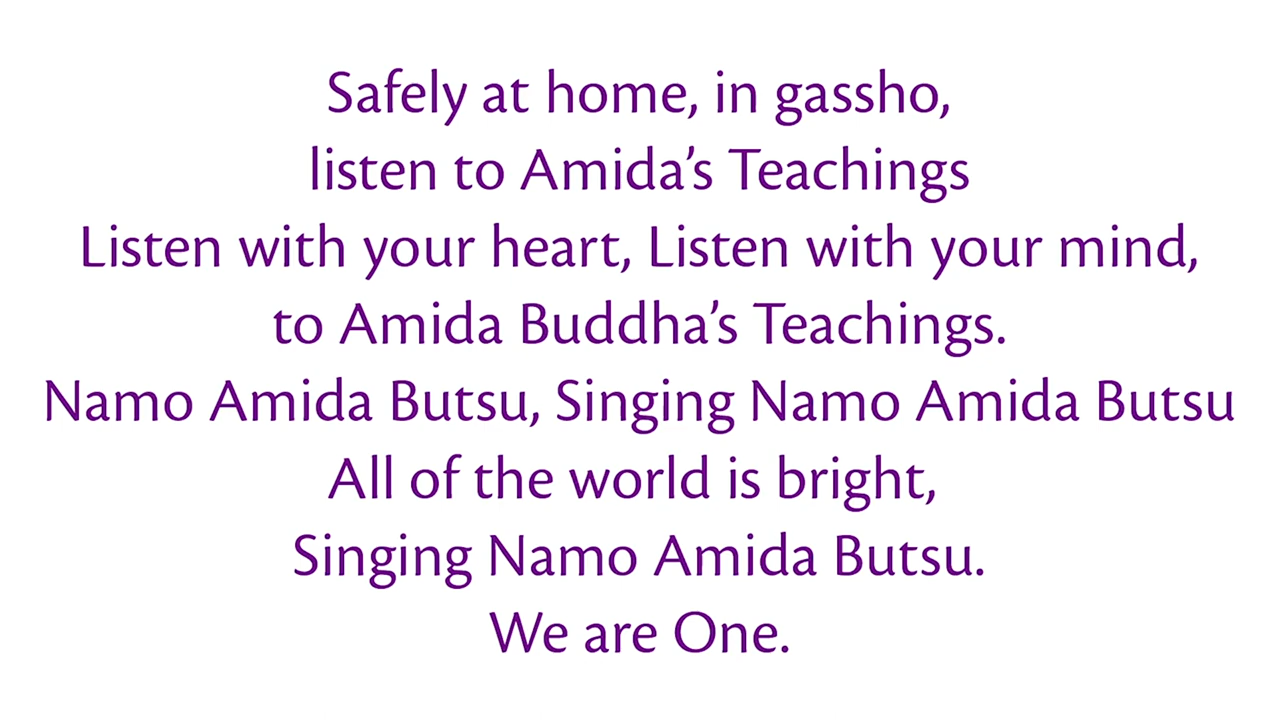 Safely at home, in gassho,
listen to Amida’s Teachings
Listen with your heart, Listen with your mind,
to Amida Buddha’s Teachings.
Namo Amida Butsu, Singing Namo Amida Butsu
All of the world is bright,
Singing Namo Amida Butsu.
We are One.